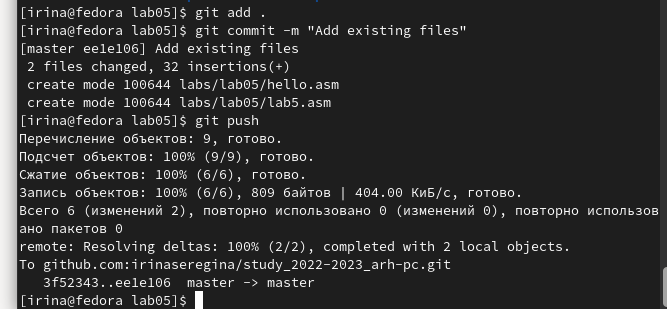 [irina@fedora lab05]$ git add .
[irina@fedora lab05]$ git commit -m "Add existing files"
[master ee1e106] Add existing files
 2 files changed, 32 insertions(+)
 create mode 100644 labs/lab05/hello.asm
 create mode 100644 labs/lab05/lab5.asm
[irina@fedora lab05]$ git push
Перечисление объектов: 9, готово.
Подсчет объектов: 100% (9/9), готово.
Сжатие объектов: 100% (6/6), готово.
Запись объектов: 100% (6/6), 809 байтов | 404.00 КиБ/с, готово.
Всего 6 (изменений 2), повторно использовано 0 (изменений 0), повторно использов
ано пакетов 0
remote: Resolving deltas: 100% (2/2), completed with 2 local objects.
To github.com:irinaseregina/study_2022-2023_arh-pc.git
   3f52343..ee1e106  master -> master
[irina@fedora lab05]$